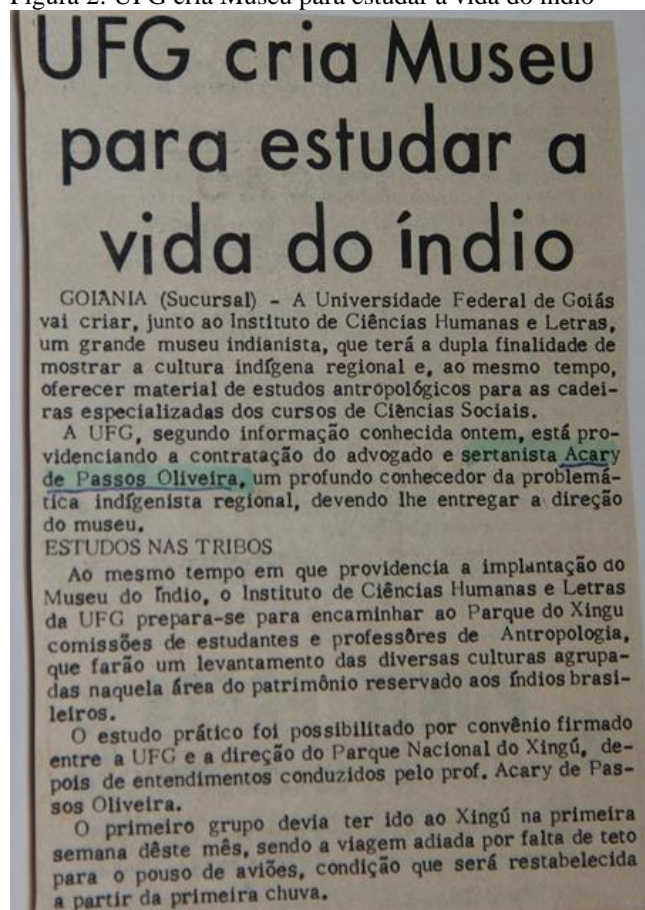 Figura 2: UFG cria Museu para estudar a vida do índio
UFG cria Museu
para estudar a
vida do índio
GOIÂNIA (Sucursal) - A Universidade Federal de Goiás
vai criar, junto ao Instituto de Ciências Humanas e Letras,
um grande museu indianista, que terá a dupla finalidade de
mostrar a cultura indígena regional e, ao mesmo tempo,
oferecer material de estudos antropológicos para as cadei-
ras especializadas dos cursos de Ciências Sociais.
A UFG, segundo informação conhecida ontem, está pro-
videnciando a contratação do advogado e sertanista Acary
de Passos Oliveira, um profundo conhecedor da problemá-
tica indígenista regional, devendo lhe entregar a direção
do museu.
ESTUDOS NAS TRIBOS
Ao mesmo tempo em que providencia a implantação do
Museu do Índio, o Instituto de Ciências Humanas e Letras
da UFG prepara-se para encaminhar ao Parque do Xingu
comissões de estudantes e professôres de Antropologia,
que farão um levantamento das diversas culturas agrupa-
das naquela área do patrimônio reservado aos índios brasi-
leiros.
O estudo prático foi possibilitado por convênio firmado
entre a UFG e a direção do Parque Nacional do Xingú, de-
pois de entendimentos conduzidos pelo prof. Acary de Pas-
sos Oliveira.
O primeiro grupo devia ter ido ao Xingú na primeira
semana dêste mês, sendo a viagem adiada por falta de teto
para o pouso de aviões, condição que será restabelecida
a partir da primeira chuva.